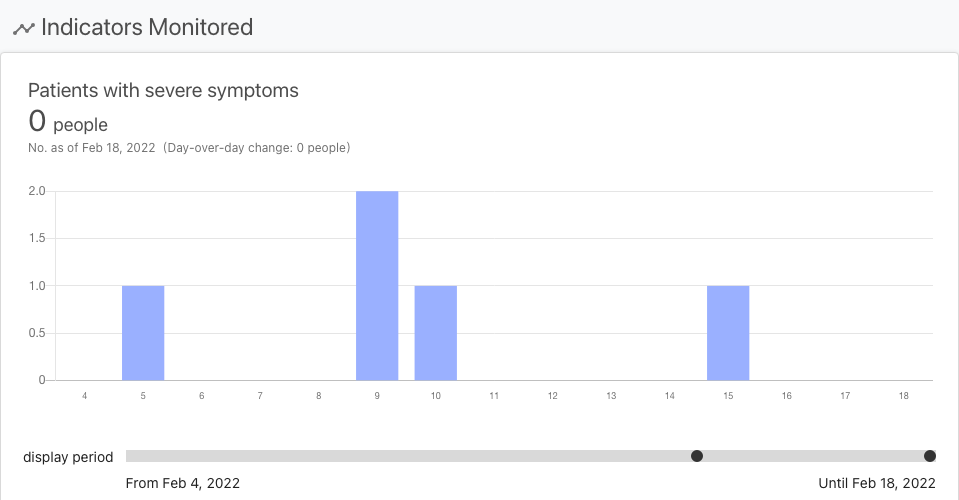 Indicators Monitored
Patients with severe symptoms
0 people
No. as of Feb 18, 2022 (Day-over-day change: 0 people)
2.0
1.5
1.0
0.5
0
4 5 6 7 8 9 10 11 12 13 14 15 16 17 18
display period
From Feb 4, 2022 Until Feb 18, 2022